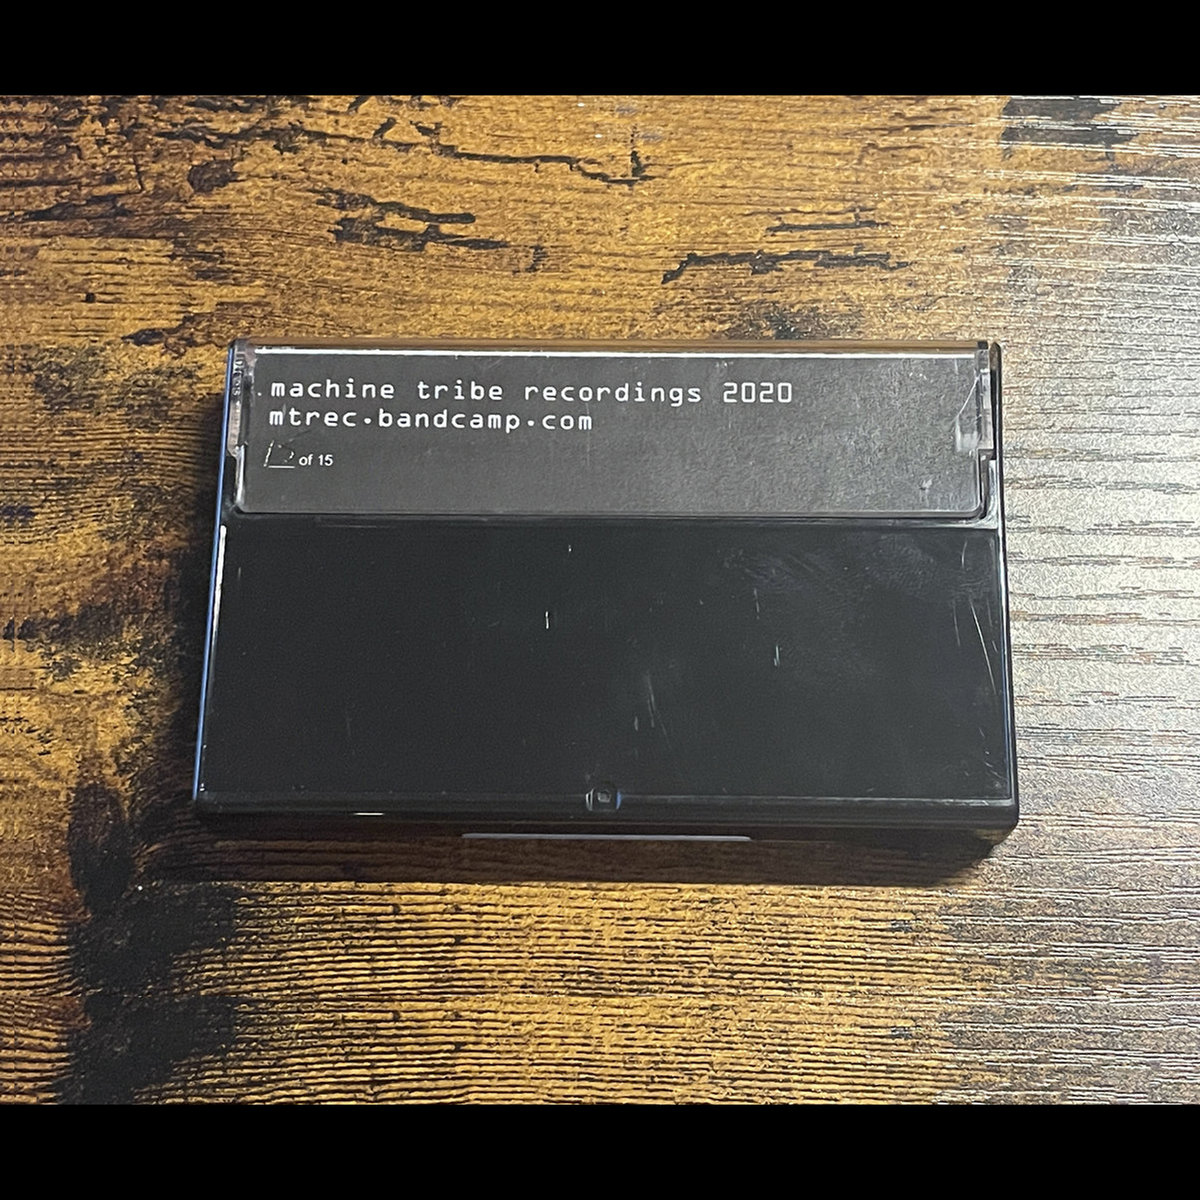 machine tribe recordings 2020
mtrec.bandcamp.com
of 15